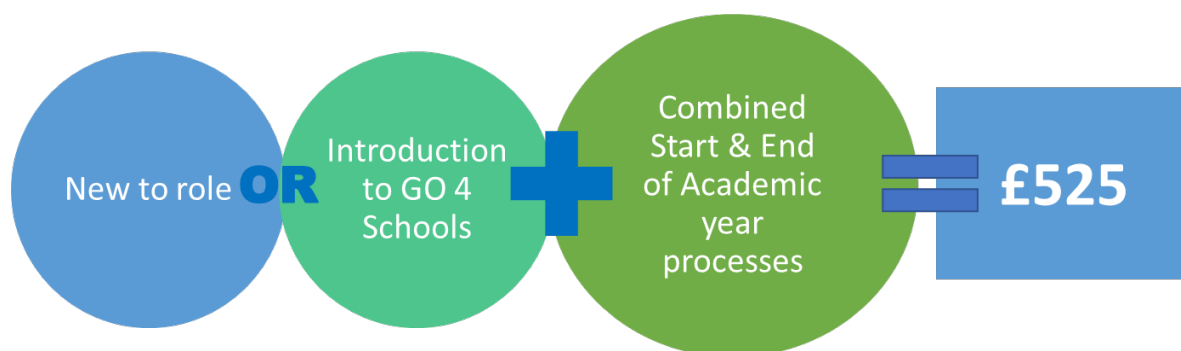 New to role
OR
Introduction
to GO 4
Schools
+
Combined
Start & End
of Academic
year
processes
=
£525